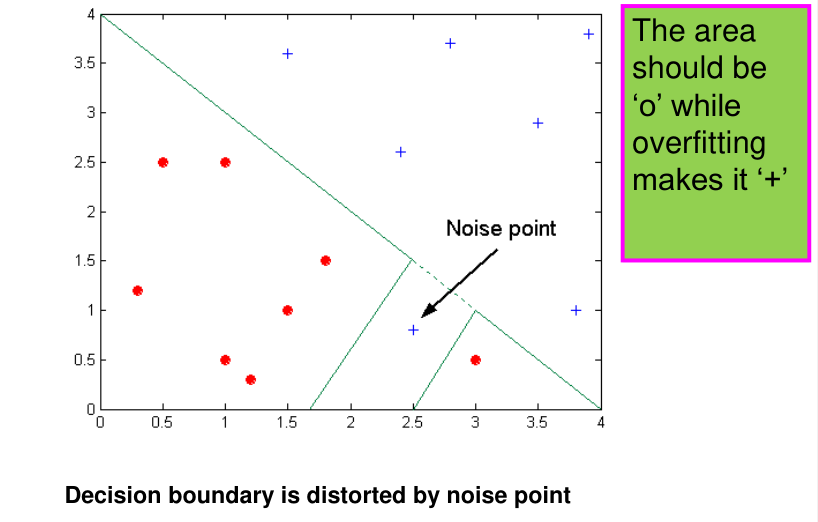 The area
should be
‘o’ while
overfitting
makes it ‘+’
4
3.5
3
2.5
2
1.5
1
0.5
0
Noise point
0 0.5 1 1.5 2 2.5 3 3.5 4
Decision boundary is distorted by noise point